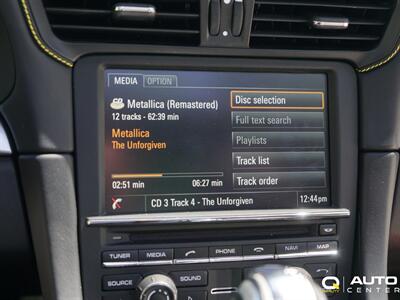 MEDIA OPTION
Metallica (Remastered)
12 tracks - 62:39 min
Metallica
The Unforgiven
02:51 min 06:27 min
Disc selection
Full text search
Playlists
Track list
Track order
CD 3 Track 4 - The Unforgiven 12:44pm
TUNER MEDIA PHONE NAVI MAP
SOURCE SOUND
AUTO
CENTER